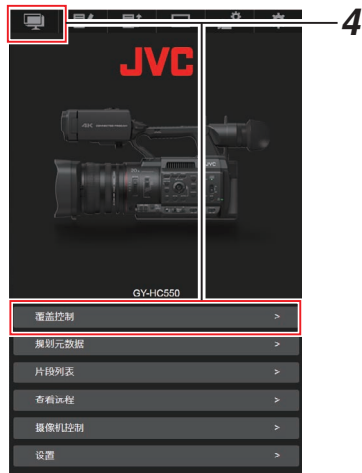 4
JVC
GY-HC550
覆盖控制 >
规划元数据 >
片段列表 >
查看远程 >
摄像机控制 >
设置 >